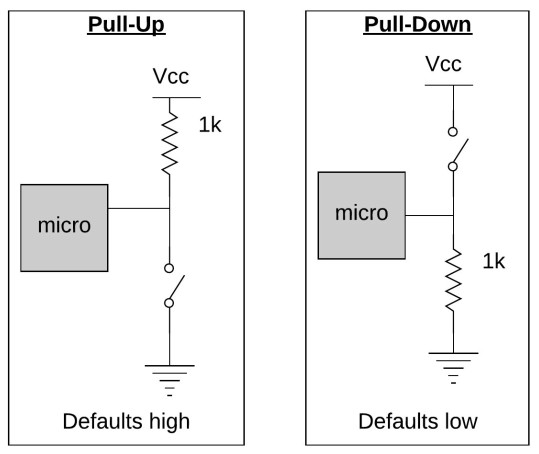 Pull-Up
Vcc
1k
micro
Defaults high
Pull-Down
Vcc
micro
1k
Defaults low